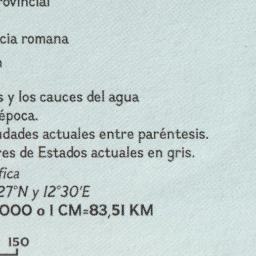 rovincial
cia romana
s y los cauces del agua
época.
udades actuales entre paréntesis.
res de Estados actuales en gris.
fica
27°N y 12°30'E
000 o 1 CM=83,51 KM
150